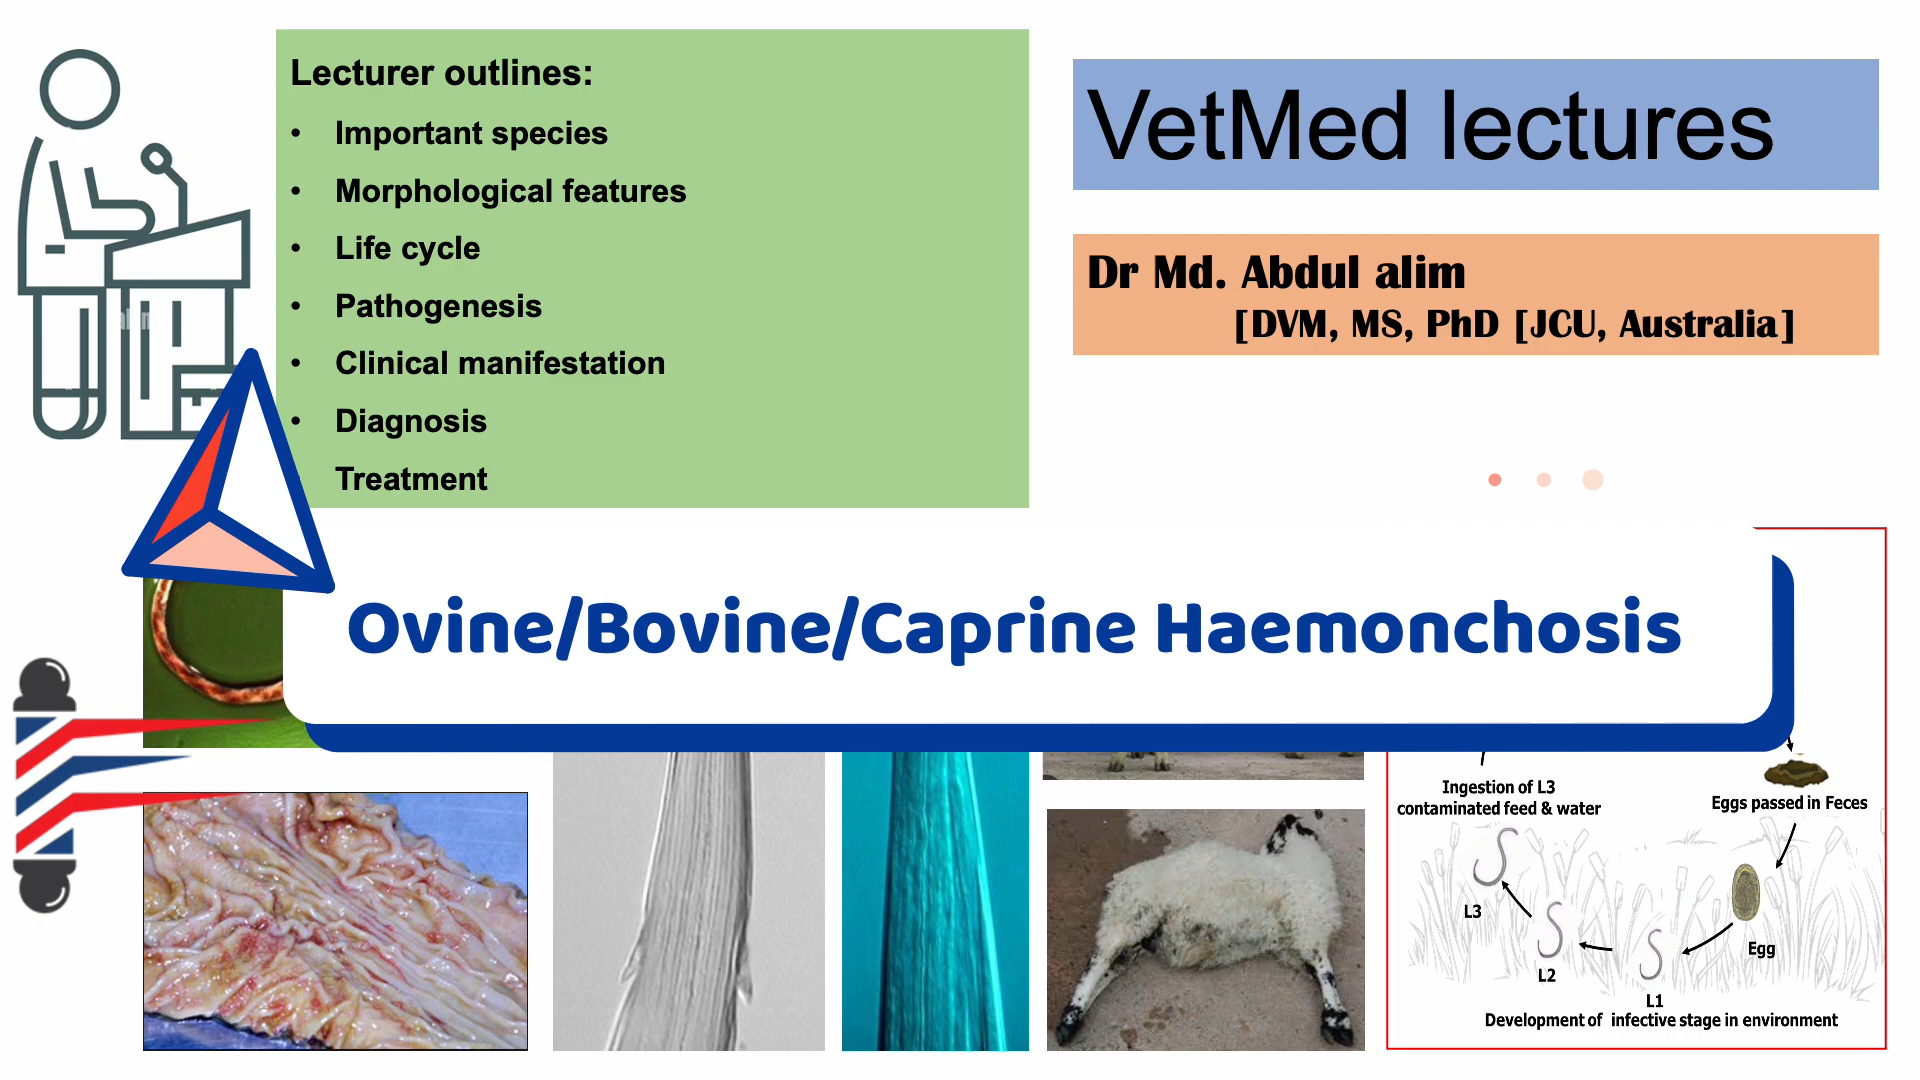 Lecturer outlines:
• Important species
• Morphological features
• Life cycle
• Pathogenesis
• Clinical manifestation
• Diagnosis
Treatment
VetMed lectures
Dr Md. Abdul alim
[DVM, MS, PhD [JCU, Australia]
Ovine/Bovine/Caprine Haemonchosis
Ingestion of L3
contaminated feed & water
Eggs passed in Feces
L3
Egg
L2
L1
Development of infective stage in environment